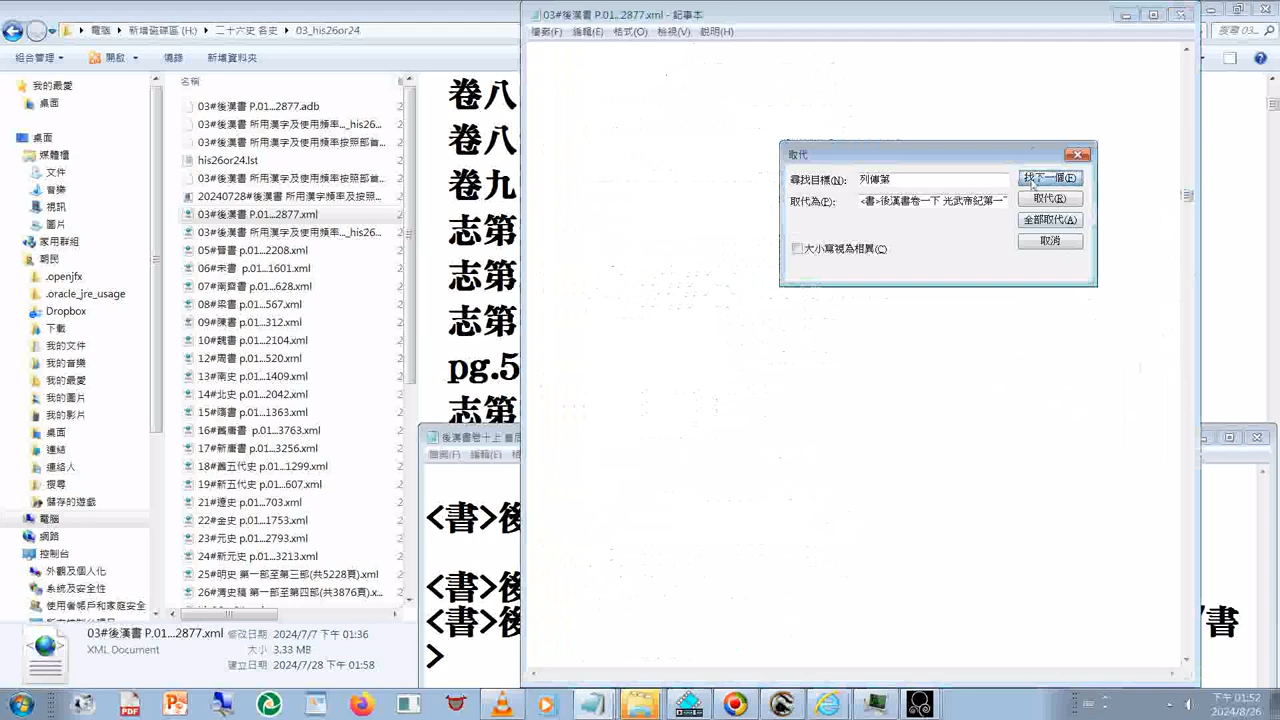 03#後漢書 P.01...2877.xml - 記事本
檔案(F) 編輯(E) 格式(O) 檢視(V) 說明(H)
電腦 ▸ 新增磁碟區 (H:) ▸ 二十六史 各史 ▸ 03_his26or24
搜尋 03...
組合管理 開啟 燒錄 新增資料夾
我的最愛
桌面
桌面
媒體櫃
文件
音樂
視訊
圖片
家用群組
.openjfx
.oracle_jre_usage
Dropbox
下載
我的文件
我的音樂
我的最愛
我的圖片
我的影片
桌面
連結
連絡人
搜尋
儲存的遊戲
電腦
網路
控制台
外觀及個人化
系統及安全性
使用者帳戶和家庭安全
名稱
03#後漢書 P.01...2877.adb
03#後漢書 所用漢字及使用頻率..._his26...
03#後漢書 所用漢字及使用頻率按照部首...
his26or24.lst
20240728#後漢書 所用漢字及使用頻率按照...
03#後漢書 P.01...2877.xml
03#後漢書 所用漢字及使用頻率..._his26...
05#晉書 p.01...2208.xml
06#宋書 p.01...1601.xml
07#南齊書 p.01...628.xml
08#梁書 p.01...567.xml
09#陳書 p.01...312.xml
10#魏書 p.01...2104.xml
12#周書 p.01...520.xml
13#南史 p.01...1409.xml
14#北史 p.01...2042.xml
15#隋書 p.01...1363.xml
16#舊唐書 p.01...3763.xml
17#新唐書 p.01...3256.xml
18#舊五代史 p.01...1299.xml
19#新五代史 p.01...607.xml
21#遼史 p.01...703.xml
22#金史 p.01...1753.xml
23#元史 p.01...2793.xml
24#新元史 p.01...3213.xml
25#明史 第一部至第三部(共5228頁).xml
26#清史稿 第一部至第四部(共3876頁).x...
03#後漢書 P.01...2877.xml 修改日期: 2024/7/7 下午 01:36
XML Document 大小: 3.33 MB
建立日期: 2024/7/28 下午 01:58
卷八
卷八
卷九
志第
志第
志第
pg.5
志第
取代
尋找目標(N): 列傳第 找下一個(F)
取代為(P): <書>後漢書卷一下 光武帝紀第一下 取代(R)
全部取代(A)
大小寫視為相異(C) 取消
後漢書卷十上
檔案(F) 編輯(E)
<書>後
<書>後
<書>後
/書
>
下午 01:52
2024/8/26